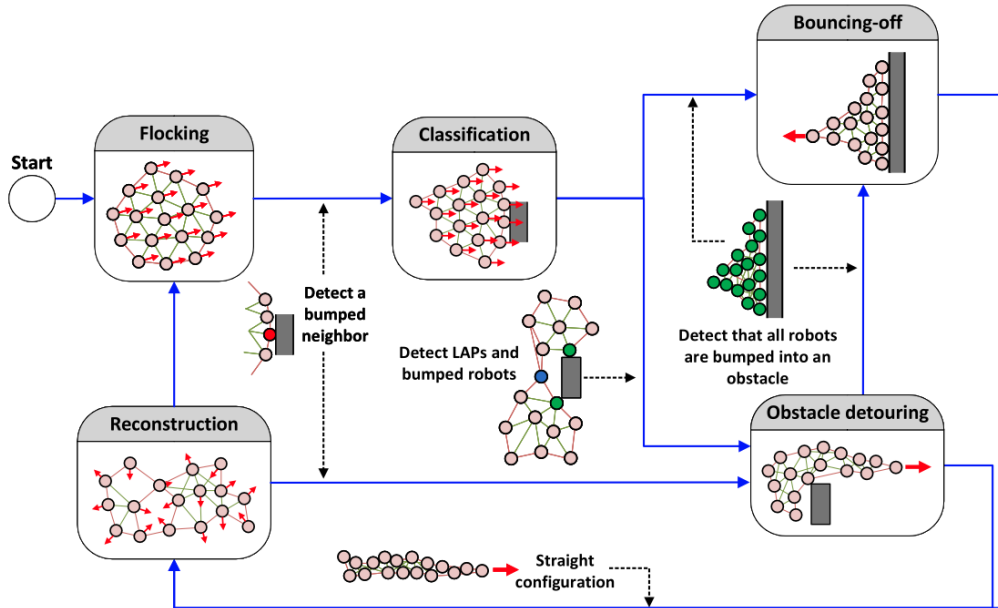 Bouncing-off
Flocking
Classification
Start
Detect a
bumped
neighbor
Detect LAPs and
bumped robots
Detect that all robots
are bumped into an
obstacle
Reconstruction
Obstacle detouring
Straight
configuration